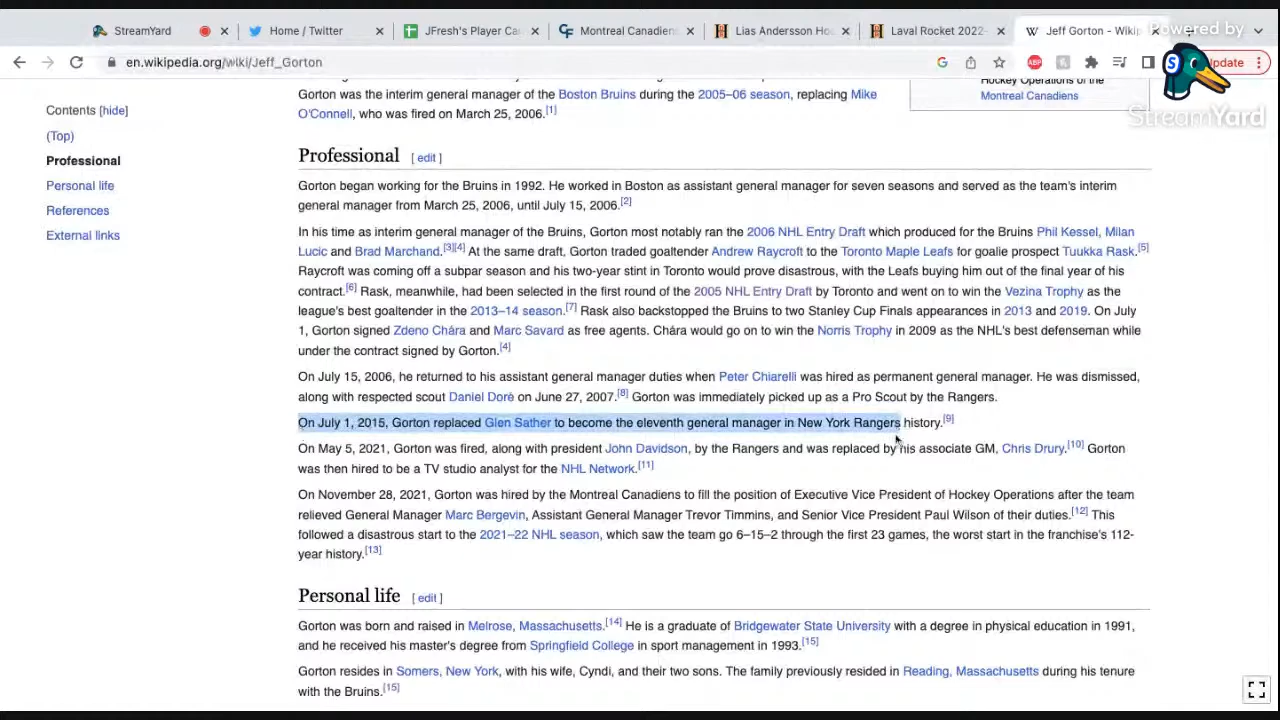 StreamYard
Home / Twitter
JFresh's Player Ca
Montreal Canadien
Lias Andersson Ho
Laval Rocket 2022-
Jeff Gorton - Wikip
Powered by
en.wikipedia.org/wiki/Jeff_Gorton
ABP
Update
StreamYard
Contents [hide]
(Top)
Professional
Personal life
References
External links
Hockey Operations of the
Montreal Canadiens
Gorton was the interim general manager of the Boston Bruins during the 2005–06 season, replacing Mike
O'Connell, who was fired on March 25, 2006.[1]
Professional [ edit ]
Gorton began working for the Bruins in 1992. He worked in Boston as assistant general manager for seven seasons and served as the team's interim
general manager from March 25, 2006, until July 15, 2006.[2]
In his time as interim general manager of the Bruins, Gorton most notably ran the 2006 NHL Entry Draft which produced for the Bruins Phil Kessel, Milan
Lucic and Brad Marchand.[3][4] At the same draft, Gorton traded goaltender Andrew Raycroft to the Toronto Maple Leafs for goalie prospect Tuukka Rask.[5]
Raycroft was coming off a subpar season and his two-year stint in Toronto would prove disastrous, with the Leafs buying him out of the final year of his
contract.[6] Rask, meanwhile, had been selected in the first round of the 2005 NHL Entry Draft by Toronto and went on to win the Vezina Trophy as the
league's best goaltender in the 2013–14 season.[7] Rask also backstopped the Bruins to two Stanley Cup Finals appearances in 2013 and 2019. On July
1, Gorton signed Zdeno Chára and Marc Savard as free agents. Chára would go on to win the Norris Trophy in 2009 as the NHL's best defenseman while
under the contract signed by Gorton.[4]
On July 15, 2006, he returned to his assistant general manager duties when Peter Chiarelli was hired as permanent general manager. He was dismissed,
along with respected scout Daniel Doré on June 27, 2007.[8] Gorton was immediately picked up as a Pro Scout by the Rangers.
On July 1, 2015, Gorton replaced Glen Sather to become the eleventh general manager in New York Rangers history.[9]
On May 5, 2021, Gorton was fired, along with president John Davidson, by the Rangers and was replaced by his associate GM, Chris Drury.[10] Gorton
was then hired to be a TV studio analyst for the NHL Network.[11]
On November 28, 2021, Gorton was hired by the Montreal Canadiens to fill the position of Executive Vice President of Hockey Operations after the team
relieved General Manager Marc Bergevin, Assistant General Manager Trevor Timmins, and Senior Vice President Paul Wilson of their duties.[12] This
followed a disastrous start to the 2021–22 NHL season, which saw the team go 6–15–2 through the first 23 games, the worst start in the franchise's 112-
year history.[13]
Personal life [ edit ]
Gorton was born and raised in Melrose, Massachusetts.[14] He is a graduate of Bridgewater State University with a degree in physical education in 1991,
and he received his master's degree from Springfield College in sport management in 1993.[15]
Gorton resides in Somers, New York, with his wife, Cyndi, and their two sons. The family previously resided in Reading, Massachusetts during his tenure
with the Bruins.[15]